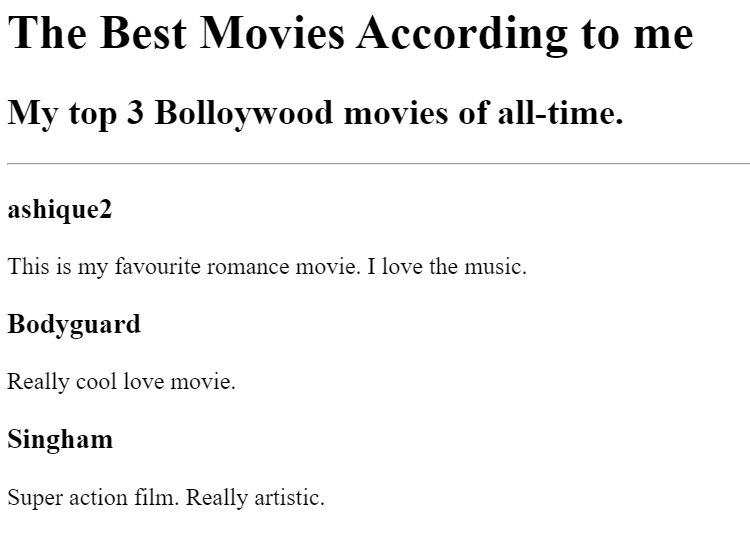 The Best Movies According to me
My top 3 Bolloywood movies of all-time.
ashique2
This is my favourite romance movie. I love the music.
Bodyguard
Really cool love movie.
Singham
Super action film. Really artistic.